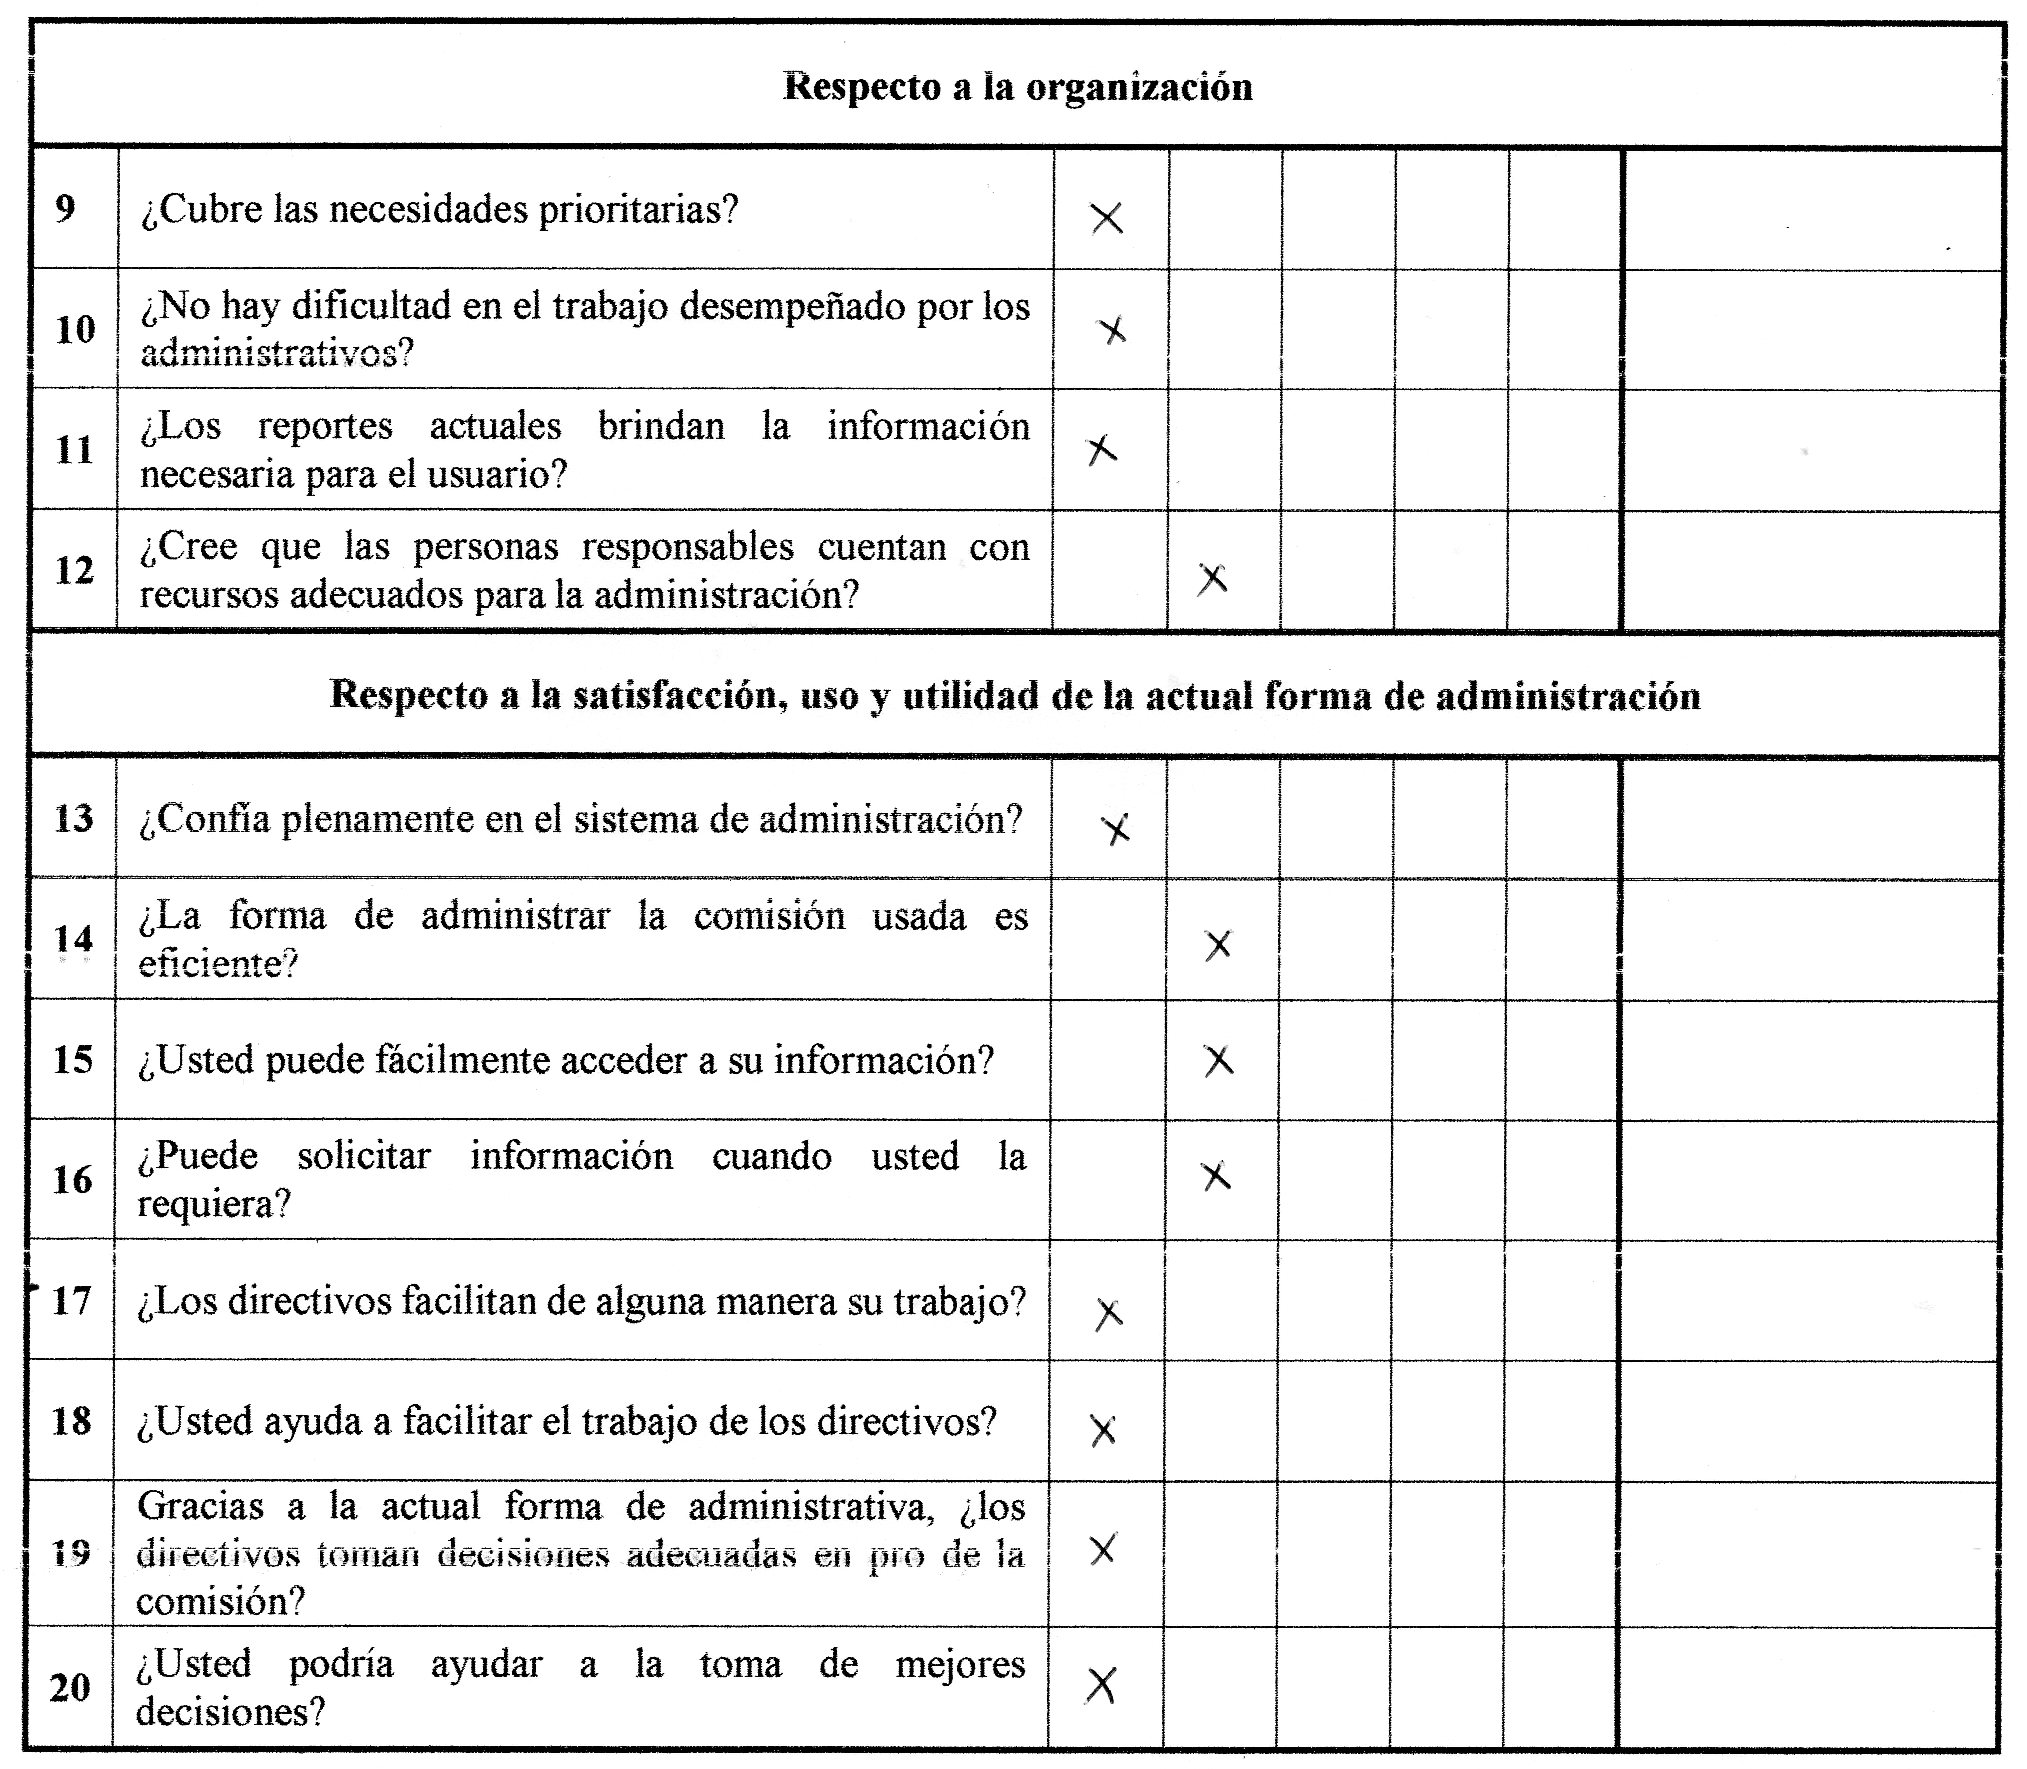 Respecto a la organización
9 ¿Cubre las necesidades prioritarias? X
10 ¿No hay dificultad en el trabajo desempeñado por los
administrativos? X
11 ¿Los reportes actuales brindan la información
necesaria para el usuario? X
12 ¿Cree que las personas responsables cuentan con
recursos adecuados para la administración? X
Respecto a la satisfacción, uso y utilidad de la actual forma de administración
13 ¿Confía plenamente en el sistema de administración? X
14 ¿La forma de administrar la comisión usada es
eficiente? X
15 ¿Usted puede fácilmente acceder a su información? X
16 ¿Puede solicitar información cuando usted la
requiera? X
17 ¿Los directivos facilitan de alguna manera su trabajo? X
18 ¿Usted ayuda a facilitar el trabajo de los directivos? X
19 Gracias a la actual forma de administrativa, ¿los
directivos toman decisiones adecuadas en pro de la
comisión? X
20 ¿Usted podría ayudar a la toma de mejores
decisiones? X